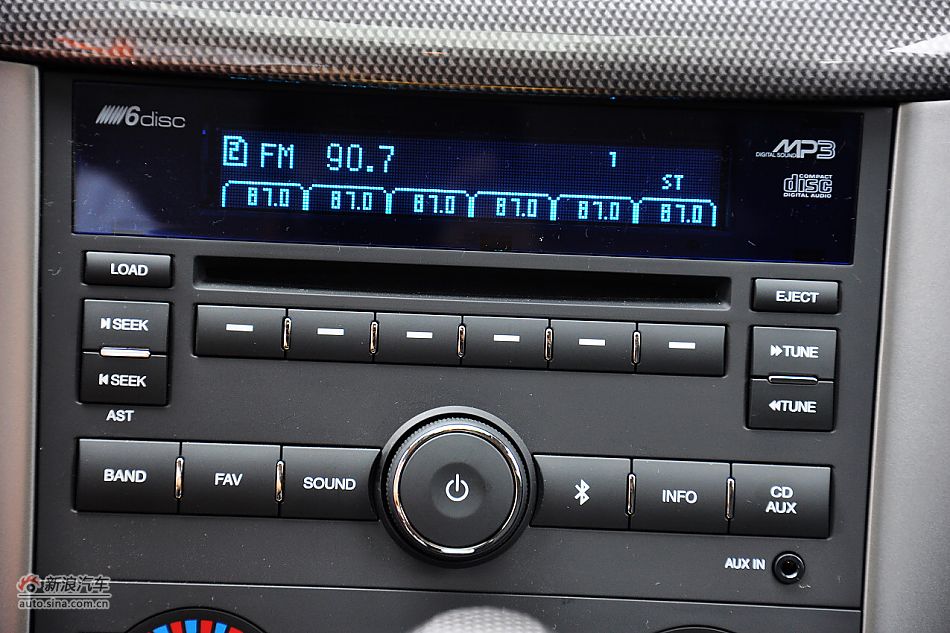 6disc
FM 90.7 1
ST
87.0 87.0 87.0 87.0 87.0 87.0
MP3
DIGITAL SOUND
COMPACT
disc
DIGITAL AUDIO
LOAD
EJECT
SEEK
TUNE
SEEK
TUNE
AST
BAND FAV SOUND INFO CD AUX
AUX IN
新浪汽车
auto.sina.com.cn